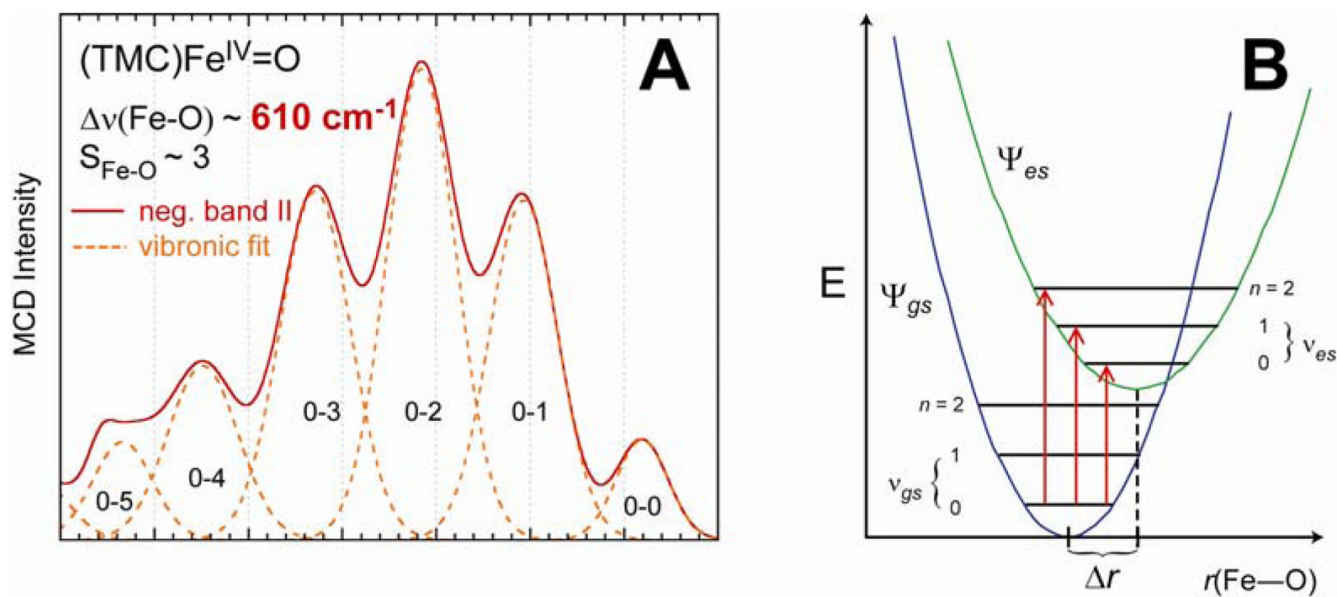 A
(TMC)Fe^IV=O
Δν(Fe-O) ~ 610 cm⁻¹
S_Fe-O ~ 3
neg. band II
vibronic fit
MCD Intensity
0-5
0-4
0-3
0-2
0-1
0-0
B
E
Ψ_gs
Ψ_es
n = 2
1
0
} ν_es
n = 2
1
0
ν_gs {
Δr
r(Fe—O)